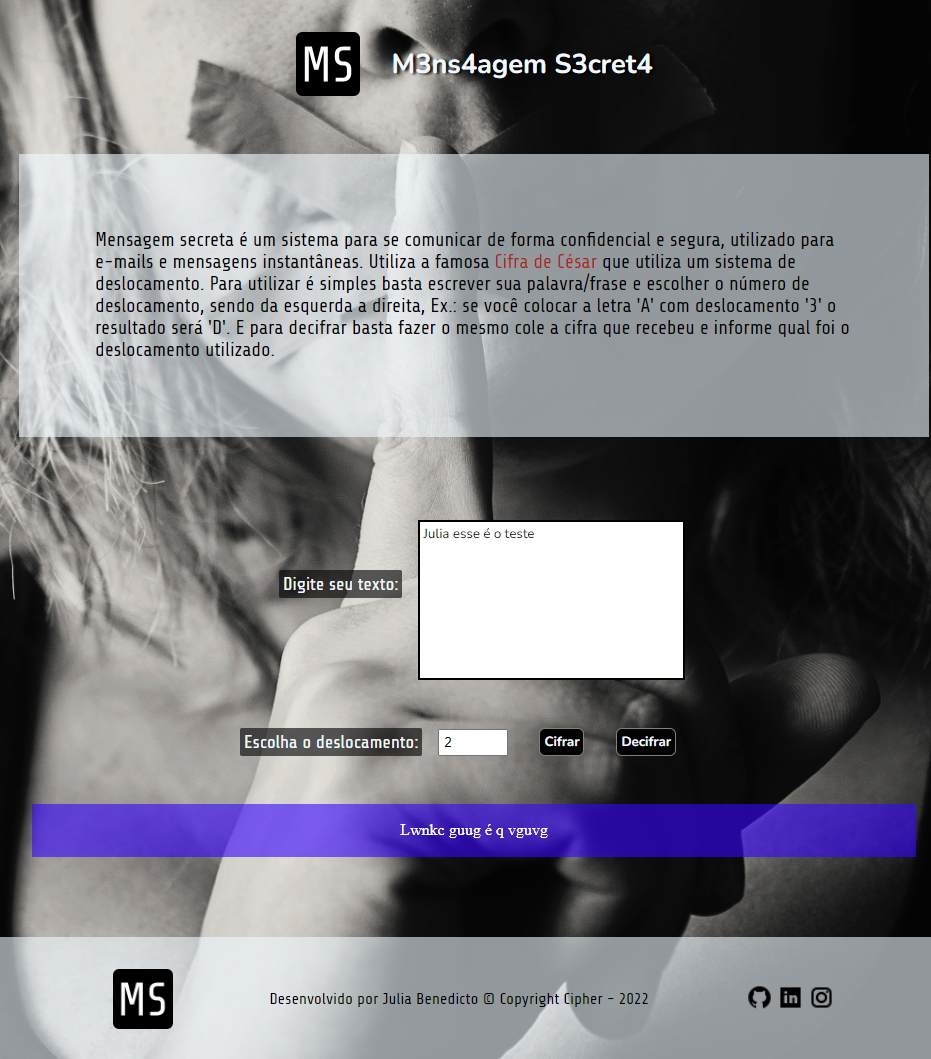 MS
M3ns4agem S3cret4
Mensagem secreta é um sistema para se comunicar de forma confidencial e segura, utilizado para
e-mails e mensagens instantâneas. Utiliza a famosa Cifra de César que utiliza um sistema de
deslocamento. Para utilizar é simples basta escrever sua palavra/frase e escolher o número de
deslocamento, sendo da esquerda a direita, Ex.: se você colocar a letra 'A' com deslocamento '3' o
resultado será 'D'. E para decifrar basta fazer o mesmo cole a cifra que recebeu e informe qual foi o
deslocamento utilizado.
Julia esse é o teste
Digite seu texto:
Escolha o deslocamento: 2 Cifrar Decifrar
Lwnkc guug é q vguvg
MS
Desenvolvido por Julia Benedicto © Copyright Cipher - 2022
in